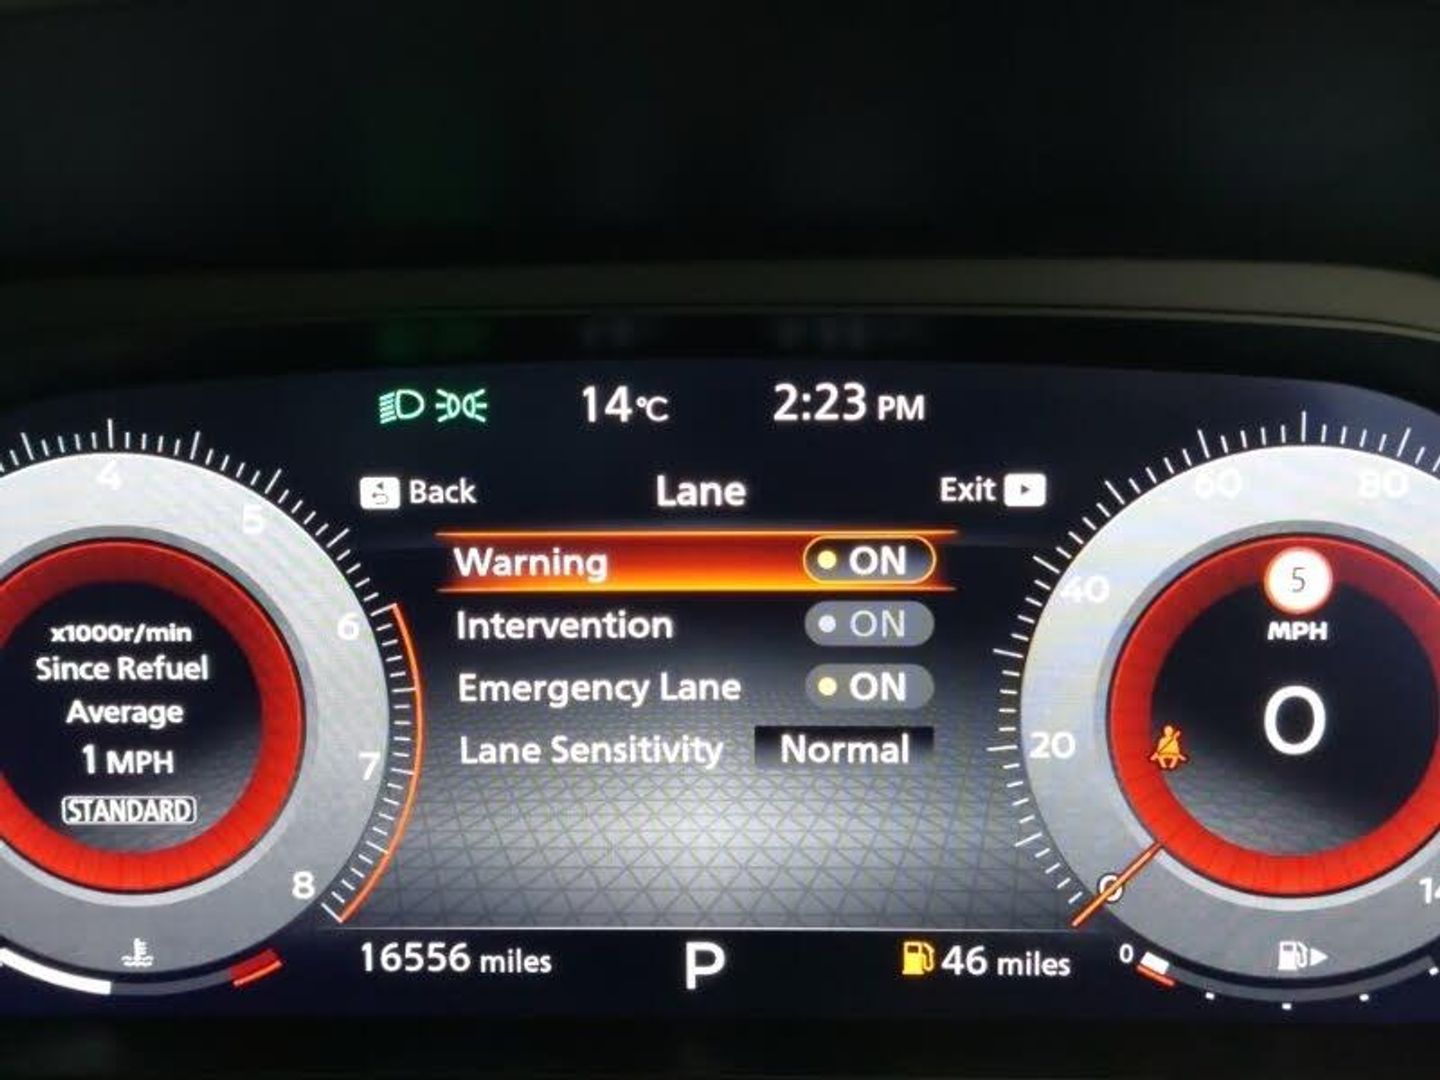 14°C 2:23 PM
Back Lane Exit
Warning ON
Intervention ON
Emergency Lane ON
Lane Sensitivity Normal
4
5
6
7
8
x1000r/min
Since Refuel
Average
1 MPH
STANDARD
60 80
40
20
0
5
MPH
0
16556 miles P 46 miles
0